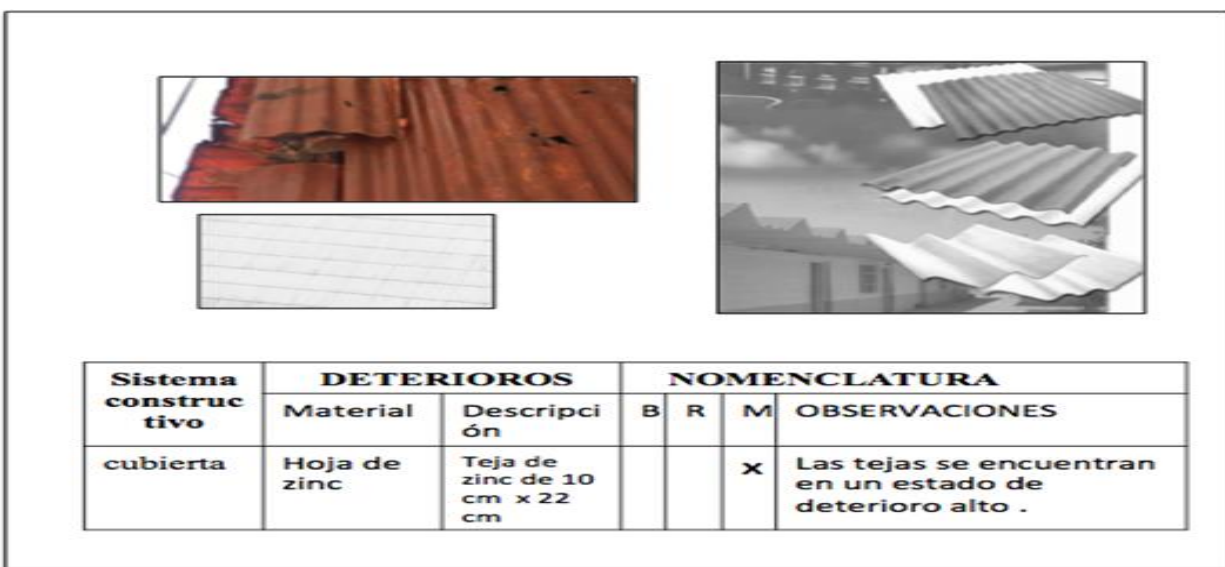 Sistema
construc
tivo
DETERIOROS
NOMENCLATURA
Material
Descripci
ón
B
R
M
OBSERVACIONES
cubierta
Hoja de
zinc
Teja de
zinc de 10
cm x 22
cm
x
Las tejas se encuentran
en un estado de
deterioro alto .